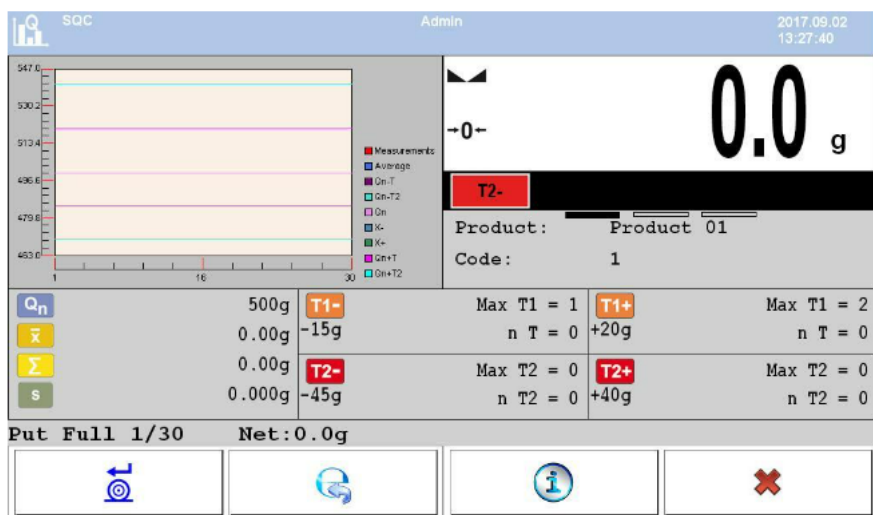 SQC
Admin
2017.09.02
13:27:40
547.0
530.2
513.4
496.6
479.8
463.0
1
16
30
Measurements
Average
Qn-T
Qn-T2
Qn
X-
X+
Qn+T
Qn+T2
→0←
0.0 g
T2-
Product: Product 01
Code: 1
Qn 500g
x̄ 0.00g
Σ 0.00g
s 0.000g
T1- Max T1 = 1
-15g n T = 0
T1+ Max T1 = 2
+20g n T = 0
T2- Max T2 = 0
-45g n T2 = 0
T2+ Max T2 = 0
+40g n T2 = 0
Put Full 1/30 Net:0.0g